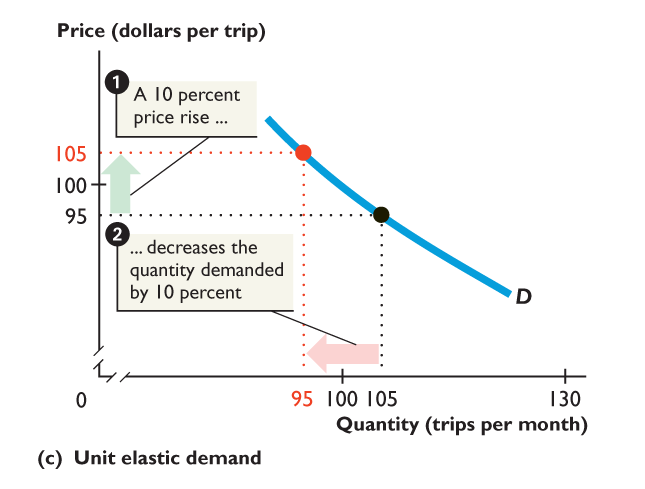 Price (dollars per trip)
1
A 10 percent
price rise ...
105
100
95
2
... decreases the
quantity demanded
by 10 percent
D
0
95 100 105 130
Quantity (trips per month)
(c) Unit elastic demand